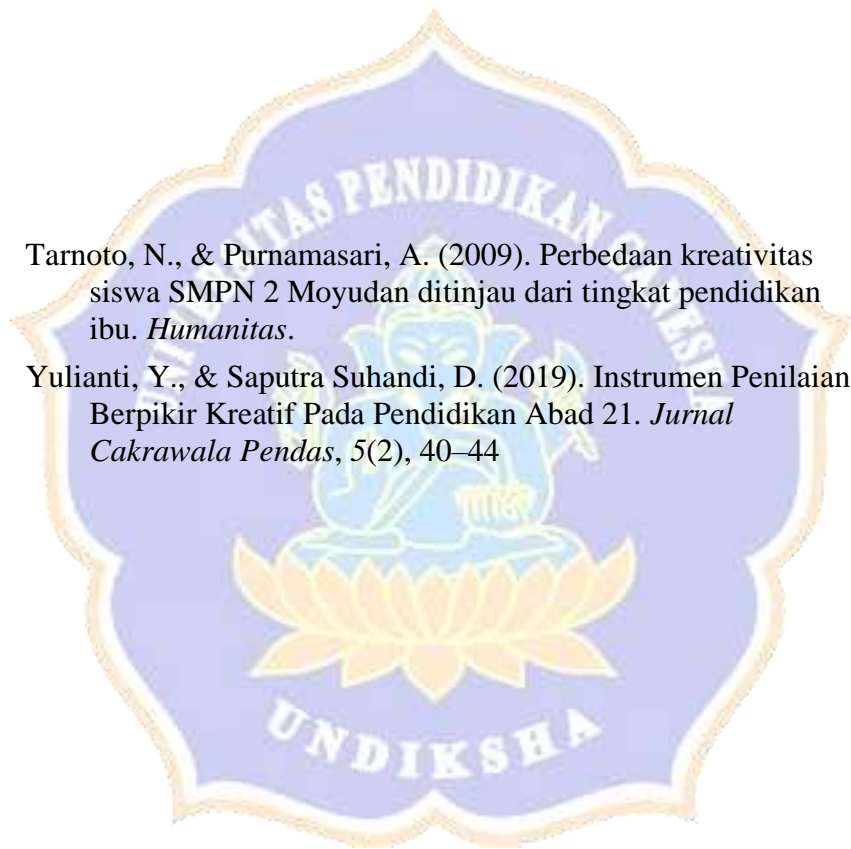 UNIVERSITAS PENDIDIKAN GANESHA
Tarnoto, N., & Purnamasari, A. (2009). Perbedaan kreativitas
siswa SMPN 2 Moyudan ditinjau dari tingkat pendidikan
ibu. Humanitas.
Yulianti, Y., & Saputra Suhandi, D. (2019). Instrumen Penilaian
Berpikir Kreatif Pada Pendidikan Abad 21. Jurnal
Cakrawala Pendas, 5(2), 40–44
UNDIKSHA